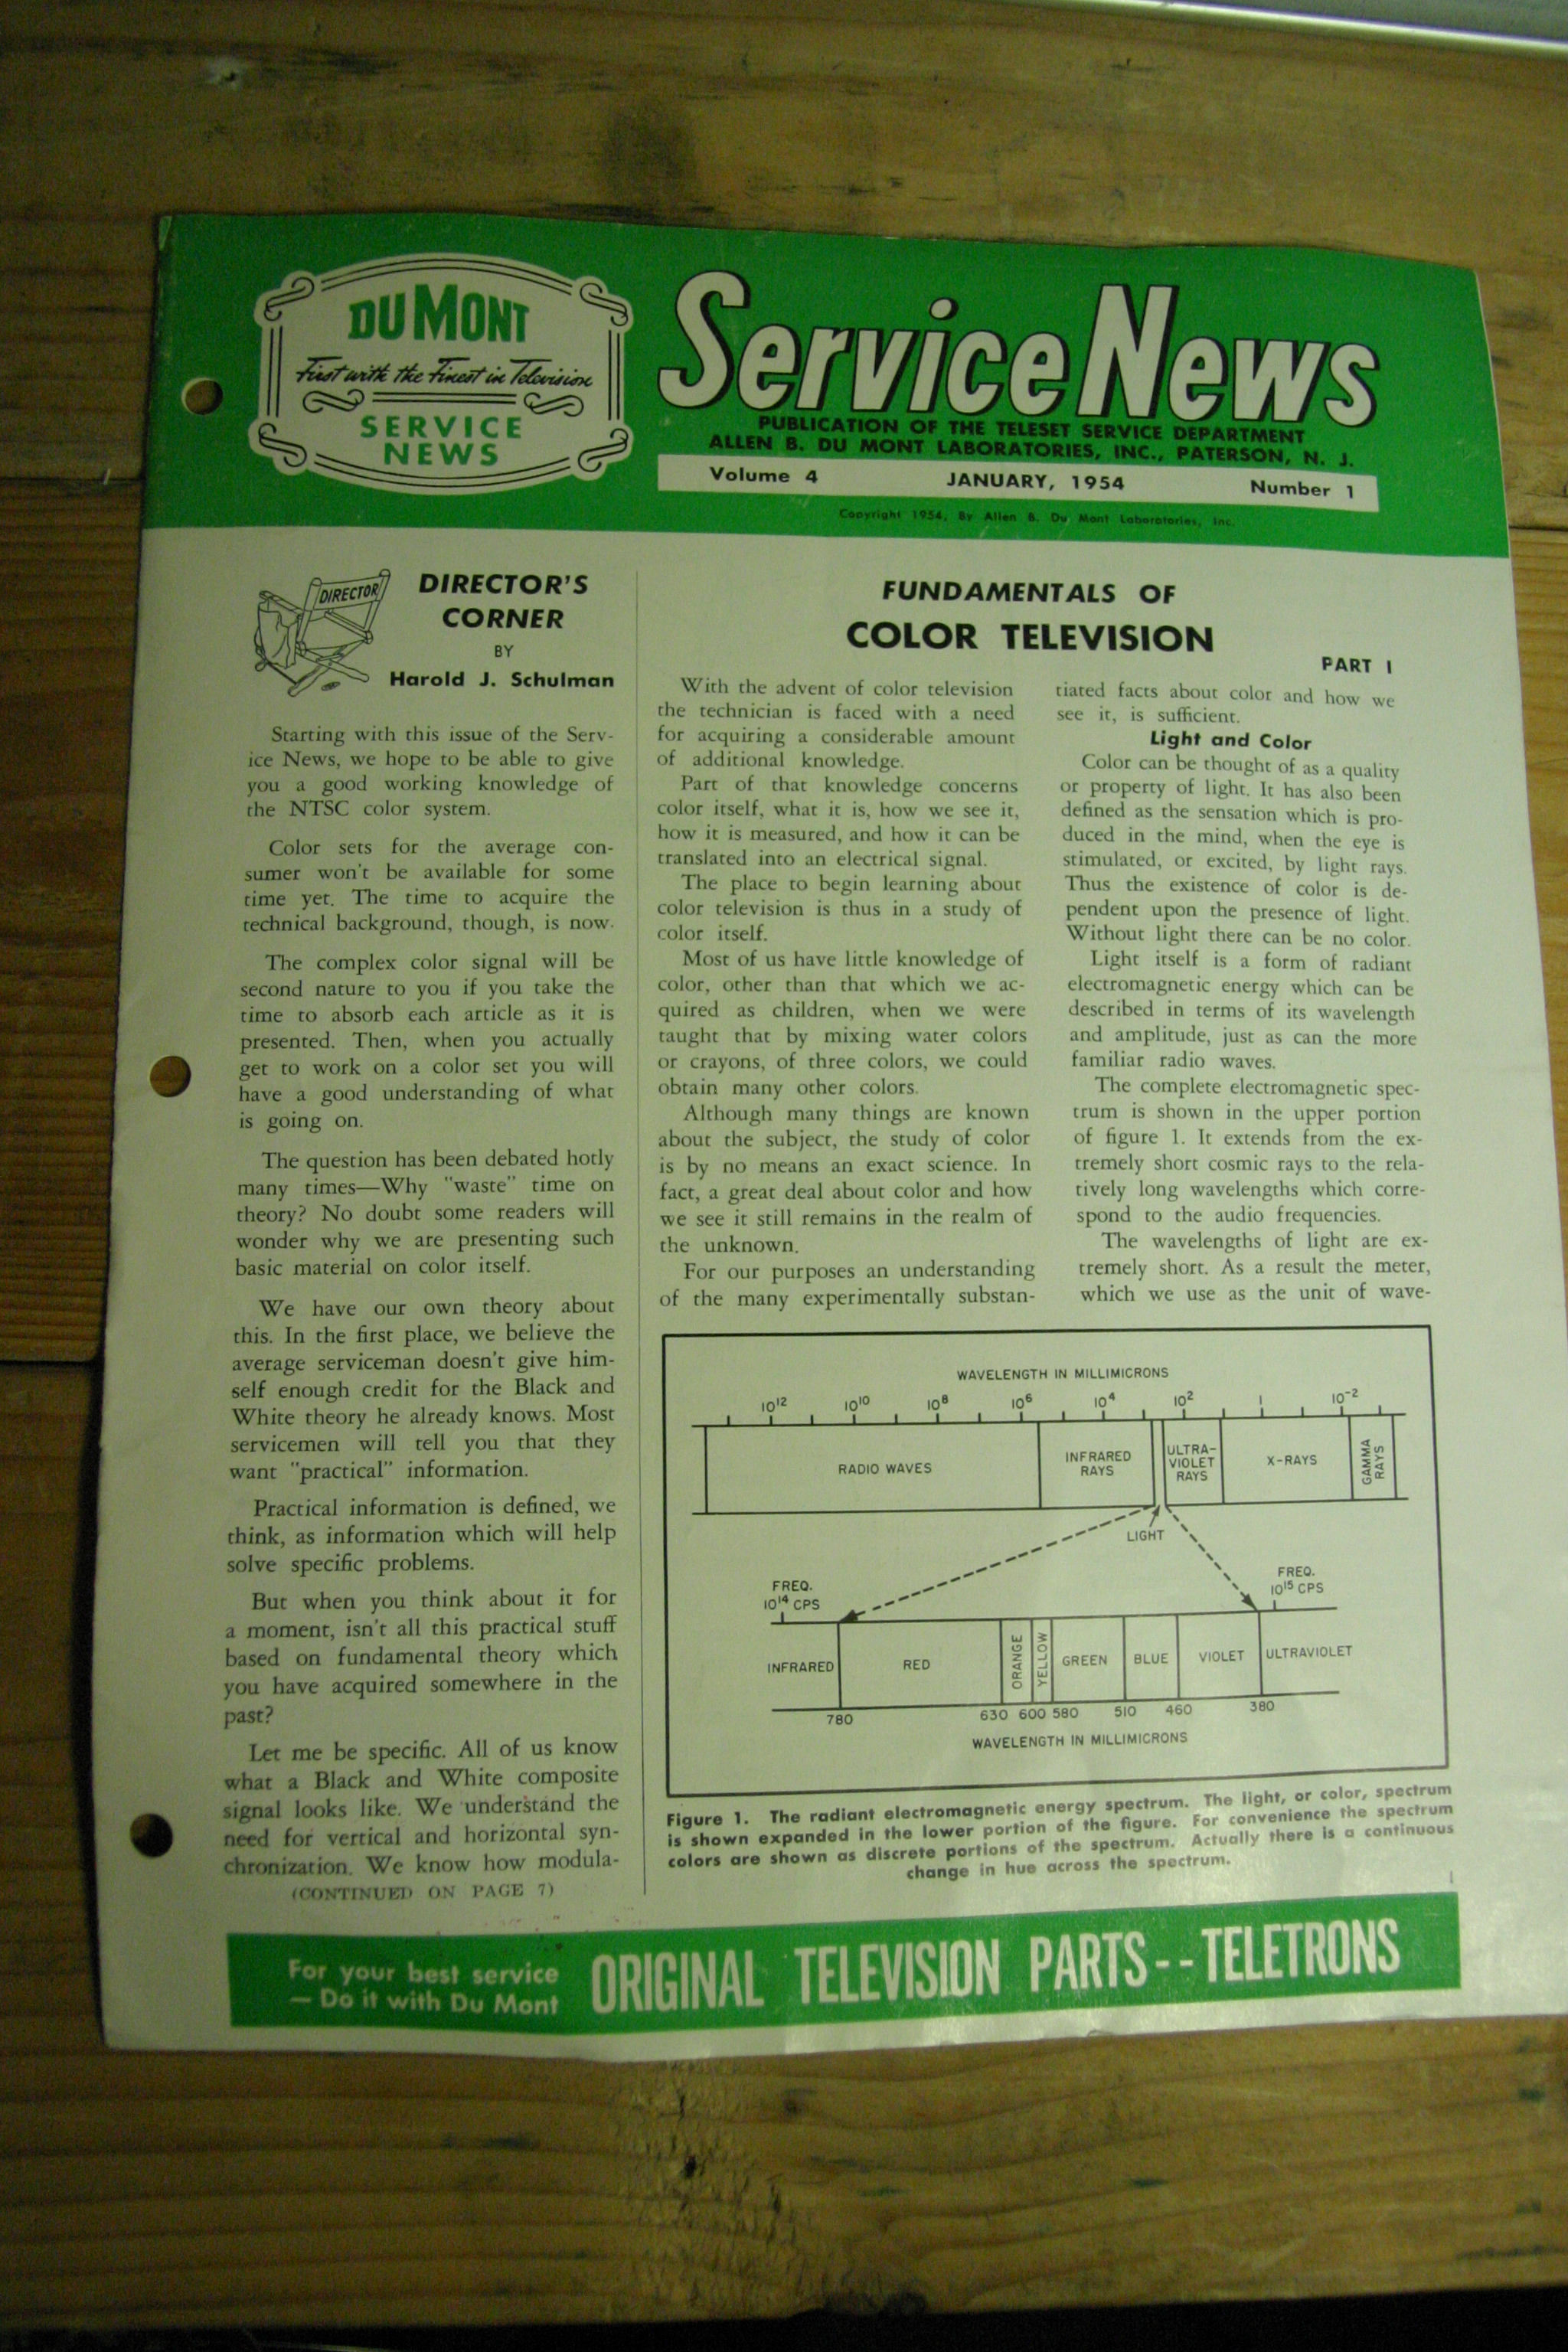 DUMONT
First with the Finest in Television
SERVICE
NEWS
Service News
PUBLICATION OF THE TELESET SERVICE DEPARTMENT
ALLEN B. DU MONT LABORATORIES, INC., PATERSON, N. J.
Volume 4 JANUARY, 1954 Number 1
Copyright 1954, By Allen B. Du Mont Laboratories, Inc.
DIRECTOR
DIRECTOR'S
CORNER
BY
Harold J. Schulman
Starting with this issue of the Serv-
ice News, we hope to be able to give
you a good working knowledge of
the NTSC color system.
Color sets for the average con-
sumer won't be available for some
time yet. The time to acquire the
technical background, though, is now.
The complex color signal will be
second nature to you if you take the
time to absorb each article as it is
presented. Then, when you actually
get to work on a color set you will
have a good understanding of what
is going on.
The question has been debated hotly
many times—Why "waste" time on
theory? No doubt some readers will
wonder why we are presenting such
basic material on color itself.
We have our own theory about
this. In the first place, we believe the
average serviceman doesn't give him-
self enough credit for the Black and
White theory he already knows. Most
servicemen will tell you that they
want "practical" information.
Practical information is defined, we
think, as information which will help
solve specific problems.
But when you think about it for
a moment, isn't all this practical stuff
based on fundamental theory which
you have acquired somewhere in the
past?
Let me be specific. All of us know
what a Black and White composite
signal looks like. We understand the
need for vertical and horizontal syn-
chronization. We know how modula-
(CONTINUED ON PAGE 7)
FUNDAMENTALS OF
COLOR TELEVISION
PART I
With the advent of color television
the technician is faced with a need
for acquiring a considerable amount
of additional knowledge.
Part of that knowledge concerns
color itself, what it is, how we see it,
how it is measured, and how it can be
translated into an electrical signal.
The place to begin learning about
color television is thus in a study of
color itself.
Most of us have little knowledge of
color, other than that which we ac-
quired as children, when we were
taught that by mixing water colors
or crayons, of three colors, we could
obtain many other colors.
Although many things are known
about the subject, the study of color
is by no means an exact science. In
fact, a great deal about color and how
we see it still remains in the realm of
the unknown.
For our purposes an understanding
of the many experimentally substan-
tiated facts about color and how we
see it, is sufficient.
Light and Color
Color can be thought of as a quality
or property of light. It has also been
defined as the sensation which is pro-
duced in the mind, when the eye is
stimulated, or excited, by light rays.
Thus the existence of color is de-
pendent upon the presence of light.
Without light there can be no color.
Light itself is a form of radiant
electromagnetic energy which can be
described in terms of its wavelength
and amplitude, just as can the more
familiar radio waves.
The complete electromagnetic spec-
trum is shown in the upper portion
of figure 1. It extends from the ex-
tremely short cosmic rays to the rela-
tively long wavelengths which corre-
spond to the audio frequencies.
The wavelengths of light are ex-
tremely short. As a result the meter,
which we use as the unit of wave-
WAVELENGTH IN MILLIMICRONS
10¹² 10¹⁰ 10⁸ 10⁶ 10⁴ 10² 1 10⁻²
RADIO WAVES
INFRARED
RAYS
ULTRA-
VIOLET
RAYS
X-RAYS
GAMMA
RAYS
LIGHT
FREQ.
10¹⁴ CPS
FREQ.
10¹⁵ CPS
INFRARED RED ORANGE YELLOW GREEN BLUE VIOLET ULTRAVIOLET
780 630 600 580 510 460 380
WAVELENGTH IN MILLIMICRONS
Figure 1. The radiant electromagnetic energy spectrum. The light, or color, spectrum
is shown expanded in the lower portion of the figure. For convenience the spectrum
colors are shown as discrete portions of the spectrum. Actually there is a continuous
change in hue across the spectrum.
For your best service
— Do it with Du Mont
ORIGINAL TELEVISION PARTS--TELETRONS